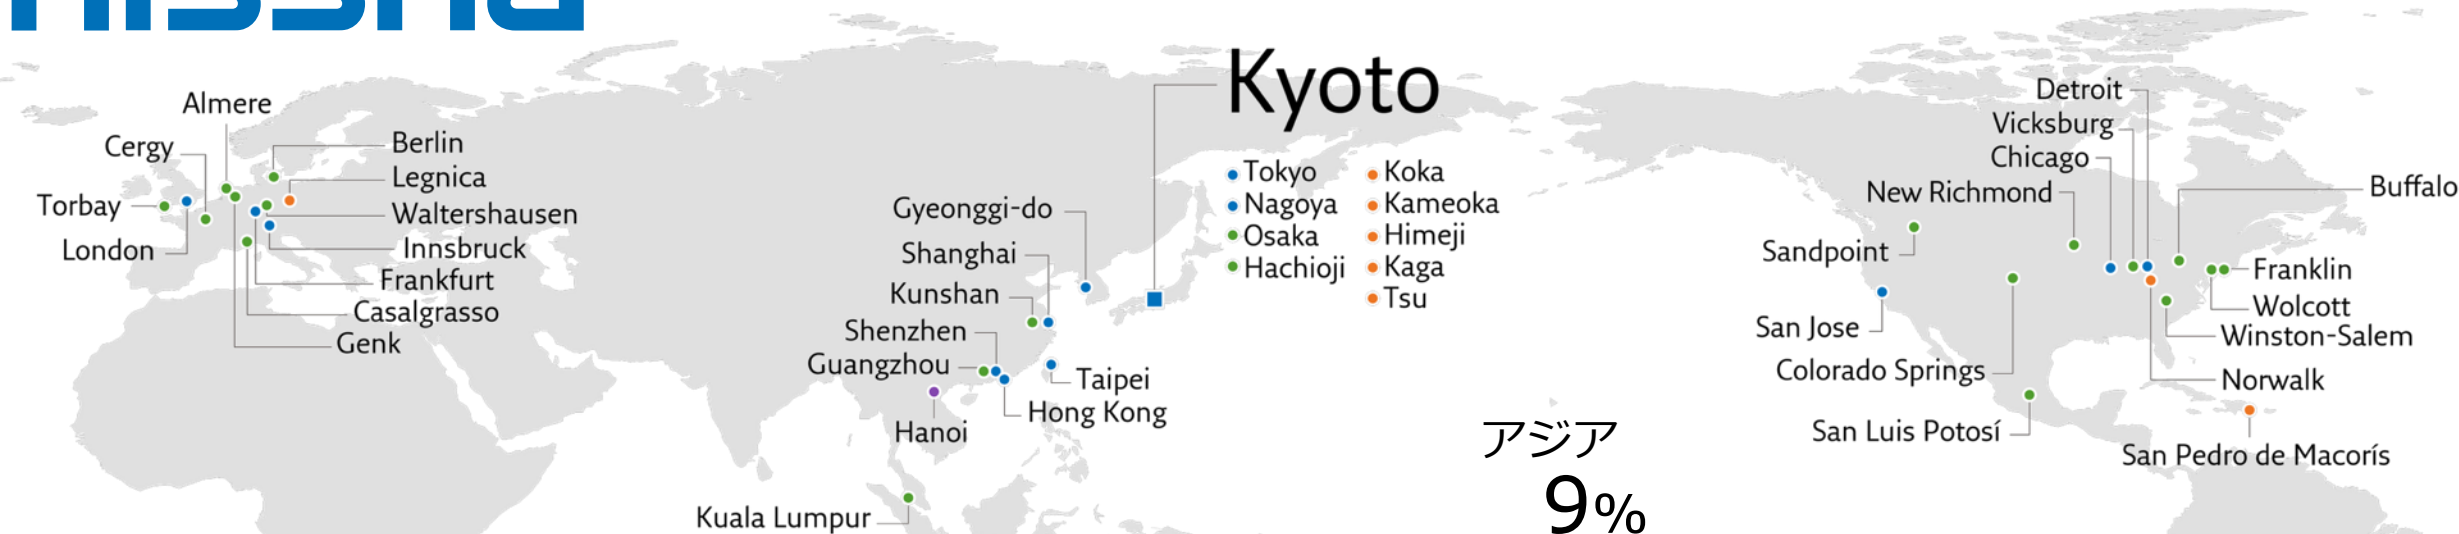 Almere
Cergy
Torbay
London
Berlin
Legnica
Waltershausen
Innsbruck
Frankfurt
Casalgrasso
Genk
Kyoto
Tokyo
Nagoya
Osaka
Hachioji
Koka
Kameoka
Himeji
Kaga
Tsu
Gyeonggi-do
Shanghai
Kunshan
Shenzhen
Guangzhou
Hanoi
Taipei
Hong Kong
Kuala Lumpur
アジア
9%
Detroit
Vicksburg
Chicago
New Richmond
Sandpoint
San Jose
Colorado Springs
San Luis Potosí
Buffalo
Franklin
Wolcott
Winston-Salem
Norwalk
San Pedro de Macorís